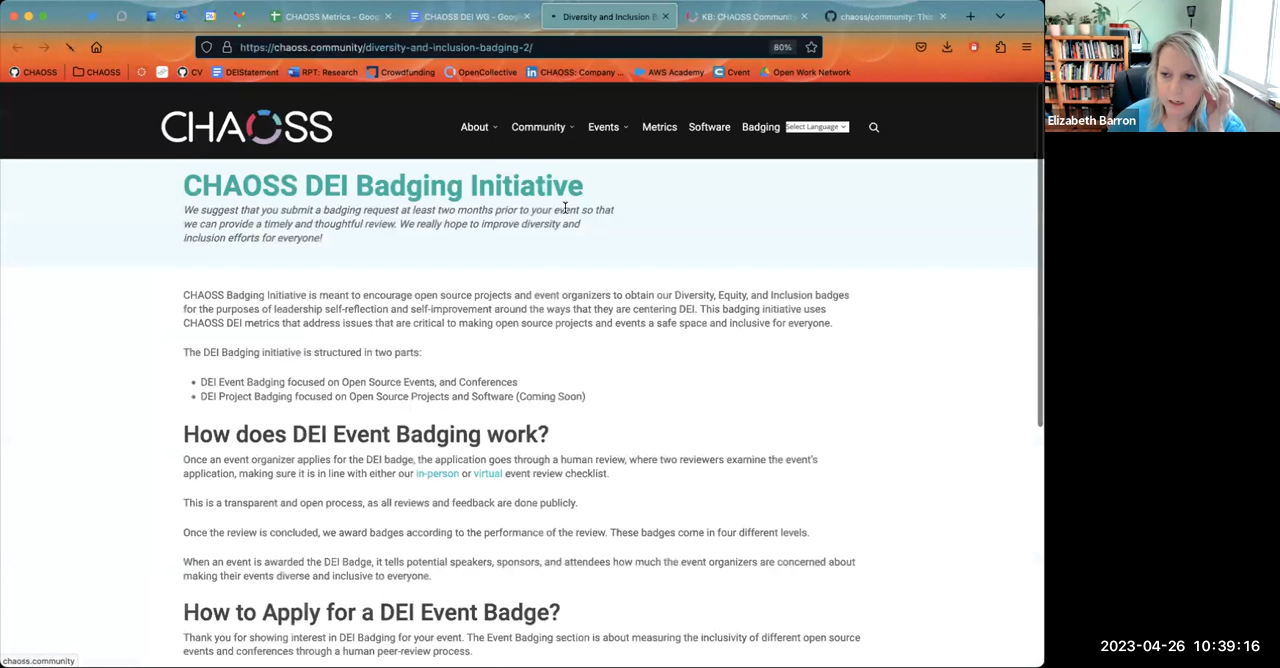 CHAOSS Metrics - Goog
CHAOSS DEI WG - Goog
Diversity and Inclusion B
KB: CHAOSS Communit
chaoss/community: Thi
https://chaoss.community/diversity-and-inclusion-badging-2/
80%
CHAOSS
CHAOSS
CV
DEIStatement
RPT: Research
Crowdfunding
OpenCollective
CHAOSS: Company ...
AWS Academy
Cvent
Open Work Network
CHAOSS
About
Community
Events
Metrics
Software
Badging
Select Language
CHAOSS DEI Badging Initiative
We suggest that you submit a badging request at least two months prior to your event so that
we can provide a timely and thoughtful review. We really hope to improve diversity and
inclusion efforts for everyone!
CHAOSS Badging Initiative is meant to encourage open source projects and event organizers to obtain our Diversity, Equity, and Inclusion badges
for the purposes of leadership self-reflection and self-improvement around the ways that they are centering DEI. This badging initiative uses
CHAOSS DEI metrics that address issues that are critical to making open source projects and events a safe space and inclusive for everyone.
The DEI Badging initiative is structured in two parts:
• DEI Event Badging focused on Open Source Events, and Conferences
• DEI Project Badging focused on Open Source Projects and Software (Coming Soon)
How does DEI Event Badging work?
Once an event organizer applies for the DEI badge, the application goes through a human review, where two reviewers examine the event's
application, making sure it is in line with either our in-person or virtual event review checklist.
This is a transparent and open process, as all reviews and feedback are done publicly.
Once the review is concluded, we award badges according to the performance of the review. These badges come in four different levels.
When an event is awarded the DEI Badge, it tells potential speakers, sponsors, and attendees how much the event organizers are concerned about
making their events diverse and inclusive to everyone.
How to Apply for a DEI Event Badge?
Thank you for showing interest in DEI Badging for your event. The Event Badging section is about measuring the inclusivity of different open source
events and conferences through a human peer-review process.
chaoss.community
Elizabeth Barron
2023-04-26 10:39:16